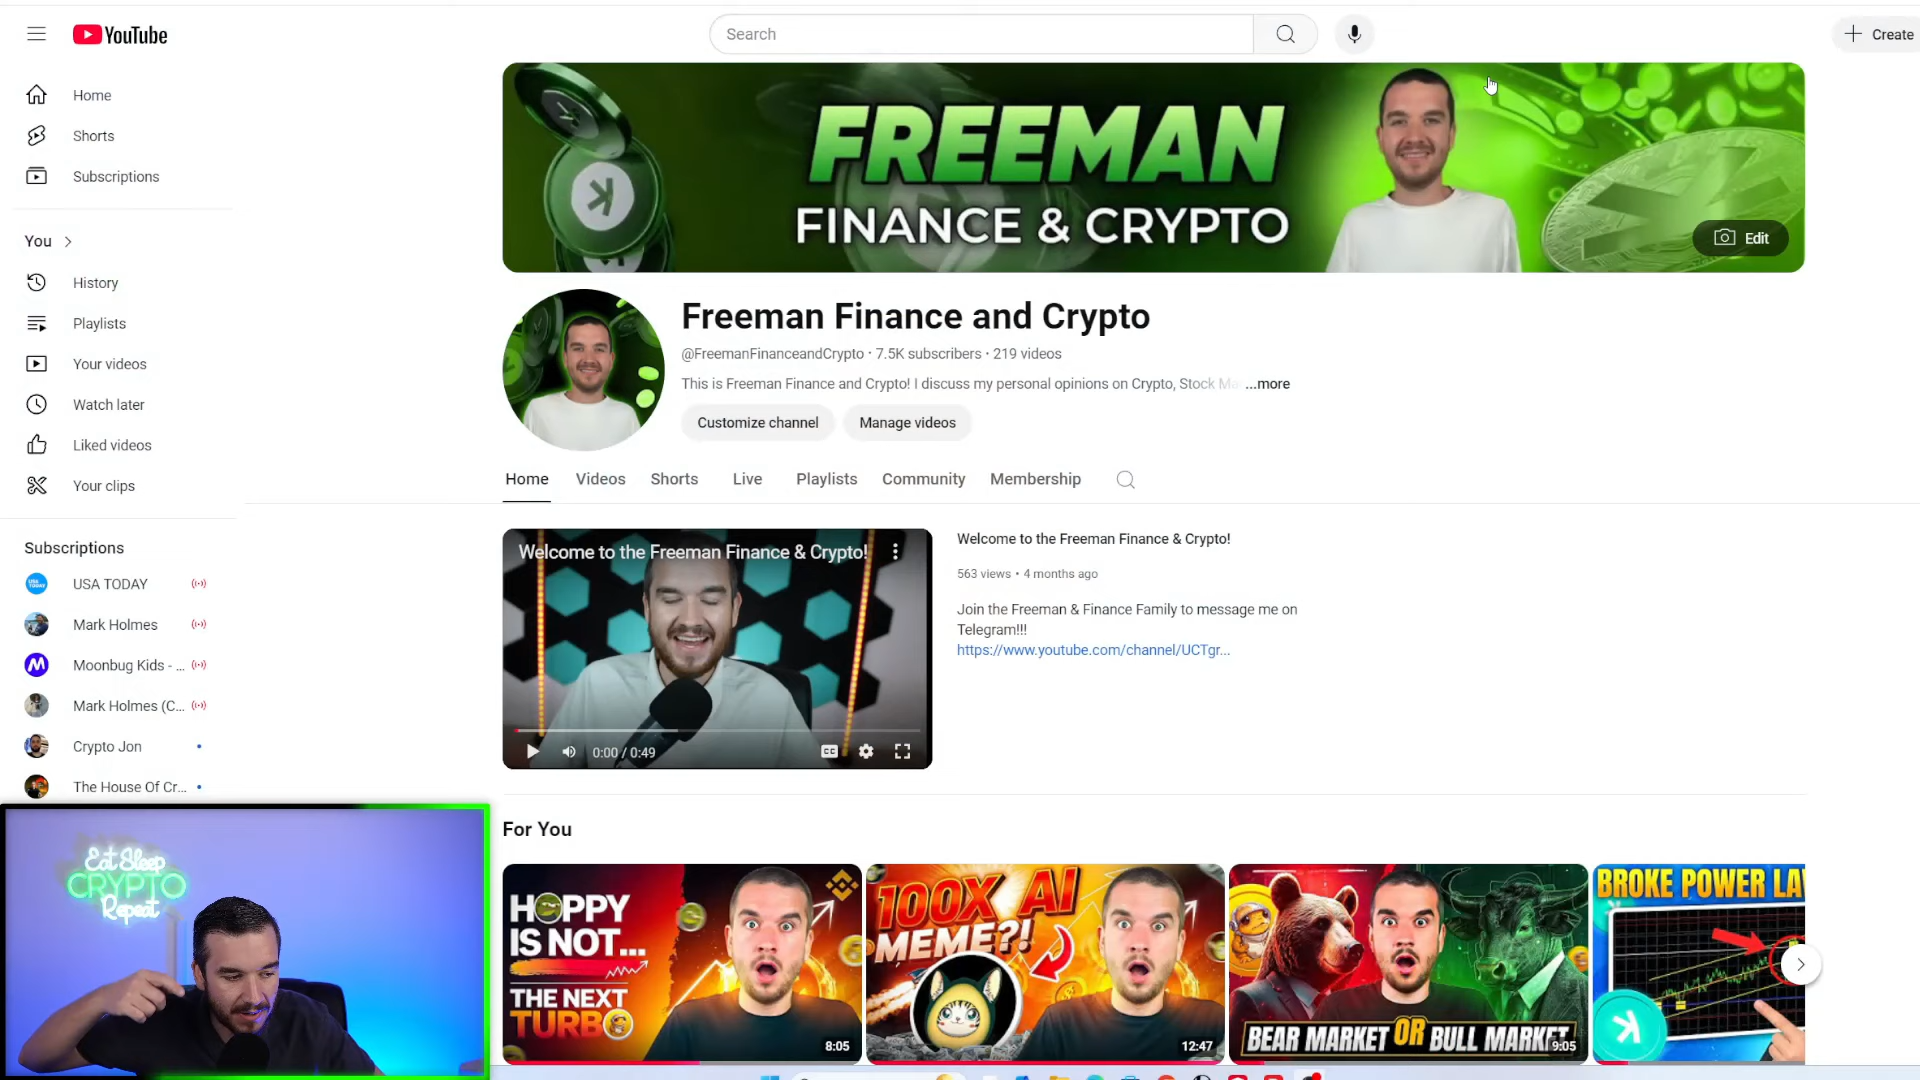 YouTube
Search
Create
Home
Shorts
Subscriptions
You
History
Playlists
Your videos
Watch later
Liked videos
Your clips
Subscriptions
USA TODAY
Mark Holmes
Moonbug Kids - ...
Mark Holmes (C...
Crypto Jon
The House Of Cr...
FREEMAN
FINANCE & CRYPTO
Edit
Freeman Finance and Crypto
@FreemanFinanceandCrypto • 7.5K subscribers • 219 videos
This is Freeman Finance and Crypto! I discuss my personal opinions on Crypto, Stock Ma ...more
Customize channel
Manage videos
Home Videos Shorts Live Playlists Community Membership
Welcome to the Freeman Finance & Crypto!
0:00 / 0:49
CC
Welcome to the Freeman Finance & Crypto!
563 views • 4 months ago
Join the Freeman & Finance Family to message me on
Telegram!!!
https://www.youtube.com/channel/UCTgr...
For You
HOPPY
IS NOT...
THE NEXT
TURBO
8:05
100X AI
MEME?!
12:47
BEAR MARKET OR BULL MARKET
9:05
BROKE POWER LA
Eat Sleep
CRYPTO
Repeat